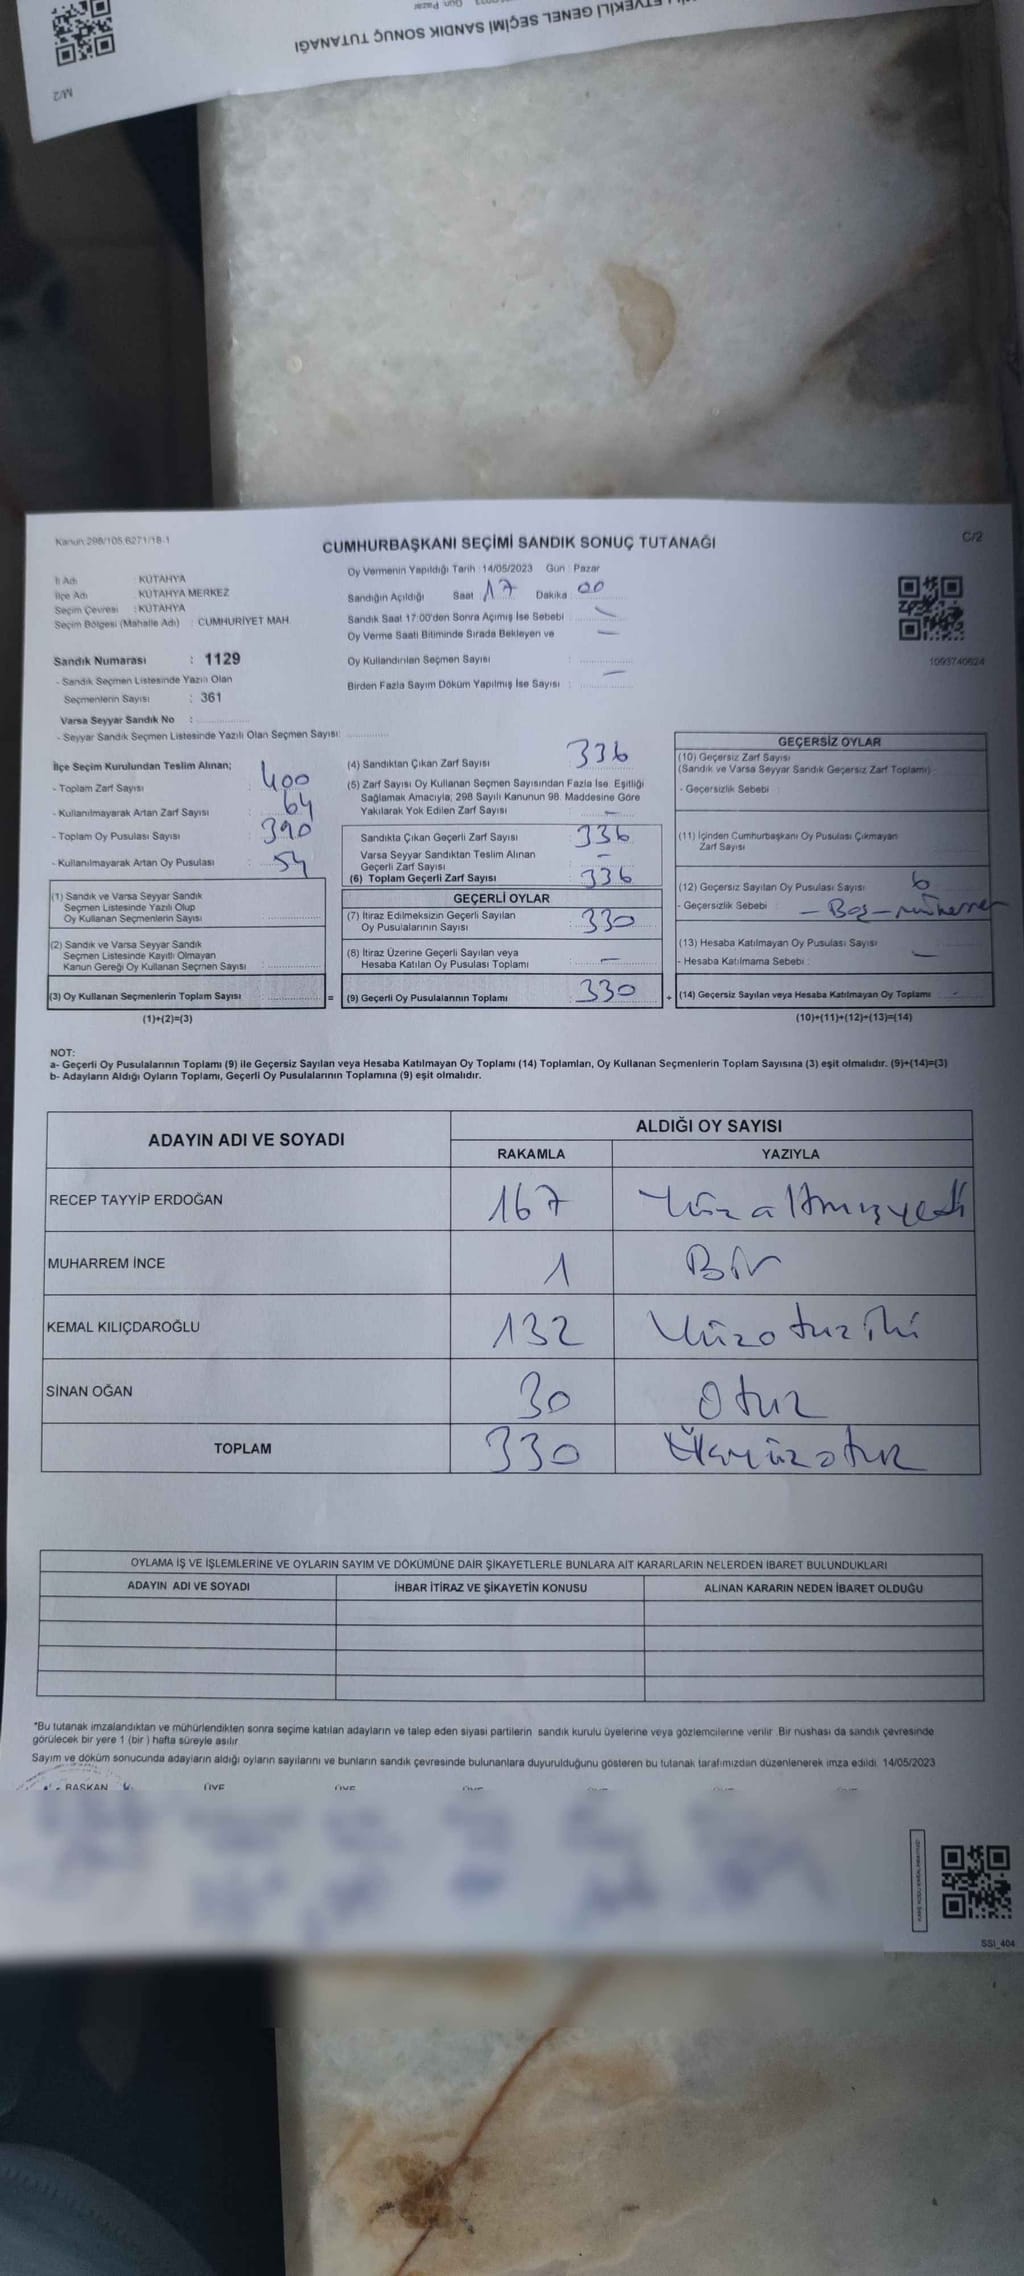 MİLLETVEKİLİ GENEL SEÇİMİ SANDIK SONUÇ TUTANAĞI
Gün Pazar
M/2
Kanun:298/105,6271/18-1
C/2
CUMHURBAŞKANI SEÇİMİ SANDIK SONUÇ TUTANAĞI
İl Adı : KÜTAHYA
İlçe Adı : KÜTAHYA MERKEZ
Seçim Çevresi : KÜTAHYA
Seçim Bölgesi (Mahalle Adı) : CUMHURİYET MAH.
Sandık Numarası : 1129
- Sandık Seçmen Listesinde Yazılı Olan
Seçmenlerin Sayısı : 361
Varsa Seyyar Sandık No :
- Seyyar Sandık Seçmen Listesinde Yazılı Olan Seçmen Sayısı:
Oy Vermenin Yapıldığı Tarih :14/05/2023 Gün : Pazar
Sandığın Açıldığı Saat 17 Dakika 00
Sandık Saat 17:00'den Sonra Açılmış İse Sebebi : -
Oy Verme Saati Bitiminde Sırada Bekleyen ve -
Oy Kullandırılan Seçmen Sayısı :
Birden Fazla Sayım Döküm Yapılmış İse Sayısı : -
1093740624
İlçe Seçim Kurulundan Teslim Alınan;
- Toplam Zarf Sayısı : 400
- Kullanılmayarak Artan Zarf Sayısı : 64
- Toplam Oy Pusulası Sayısı : 390
- Kullanılmayarak Artan Oy Pusulası : 54
(1) Sandık ve Varsa Seyyar Sandık
Seçmen Listesinde Yazılı Olup
Oy Kullanan Seçmenlerin Sayısı :
(2) Sandık ve Varsa Seyyar Sandık
Seçmen Listesinde Kayıtlı Olmayan
Kanun Gereği Oy Kullanan Seçmen Sayısı :
(3) Oy Kullanan Seçmenlerin Toplam Sayısı : =
(1)+(2)=(3)
(4) Sandıktan Çıkan Zarf Sayısı : 336
(5) Zarf Sayısı Oy Kullanan Seçmen Sayısından Fazla İse, Eşitliği
Sağlamak Amacıyla, 298 Sayılı Kanunun 98. Maddesine Göre
Yakılarak Yok Edilen Zarf Sayısı : -
Sandıkta Çıkan Geçerli Zarf Sayısı : 336
Varsa Seyyar Sandıktan Teslim Alınan
Geçerli Zarf Sayısı : -
(6) Toplam Geçerli Zarf Sayısı : 336
GEÇERLİ OYLAR
(7) İtiraz Edilmeksizin Geçerli Sayılan
Oy Pusulalarının Sayısı : 330
(8) İtiraz Üzerine Geçerli Sayılan veya
Hesaba Katılan Oy Pusulası Toplamı : -
(9) Geçerli Oy Pusulalarının Toplamı : 330 +
GEÇERSİZ OYLAR
(10) Geçersiz Zarf Sayısı
(Sandık ve Varsa Seyyar Sandık Geçersiz Zarf Toplamı) :
- Geçersizlik Sebebi :
(11) İçinden Cumhurbaşkanı Oy Pusulası Çıkmayan
Zarf Sayısı :
(12) Geçersiz Sayılan Oy Pusulası Sayısı : 6
- Geçersizlik Sebebi : - Boş -
(13) Hesaba Katılmayan Oy Pusulası Sayısı : -
- Hesaba Katılmama Sebebi :
(14) Geçersiz Sayılan veya Hesaba Katılmayan Oy Toplamı :
(10)+(11)+(12)+(13)=(14)
NOT:
a- Geçerli Oy Pusulalarının Toplamı (9) ile Geçersiz Sayılan veya Hesaba Katılmayan Oy Toplamı (14) Toplamları, Oy Kullanan Seçmenlerin Toplam Sayısına (3) eşit olmalıdır. (9)+(14)=(3)
b- Adayların Aldığı Oyların Toplamı, Geçerli Oy Pusulalarının Toplamına (9) eşit olmalıdır.
ADAYIN ADI VE SOYADI
ALDIĞI OY SAYISI
RAKAMLA YAZIYLA
RECEP TAYYİP ERDOĞAN 167 Yüzaltmışyedi
MUHARREM İNCE 1 Bir
KEMAL KILIÇDAROĞLU 132 Yüzotuziki
SİNAN OĞAN 30 Otuz
TOPLAM 330 Üçyüzotuz
OYLAMA İŞ VE İŞLEMLERİNE VE OYLARIN SAYIM VE DÖKÜMÜNE DAİR ŞİKAYETLERLE BUNLARA AİT KARARLARIN NELERDEN İBARET BULUNDUKLARI
ADAYIN ADI VE SOYADI İHBAR İTİRAZ VE ŞİKAYETİN KONUSU ALINAN KARARIN NEDEN İBARET OLDUĞU
*Bu tutanak imzalandıktan ve mühürlendikten sonra seçime katılan adayların ve talep eden siyasi partilerin sandık kurulu üyelerine veya gözlemcilerine verilir. Bir nüshası da sandık çevresinde
görülecek bir yere 1 (bir ) hafta süreyle asılır.
Sayım ve döküm sonucunda adayların aldığı oyların sayılarını ve bunların sandık çevresinde bulunanlara duyurulduğunu gösteren bu tutanak tarafımızdan düzenlenerek imza edildi. 14/05/2023
BAŞKAN ÜYE ÜYE ÜYE ÜYE ÜYE ÜYE
SSI_404